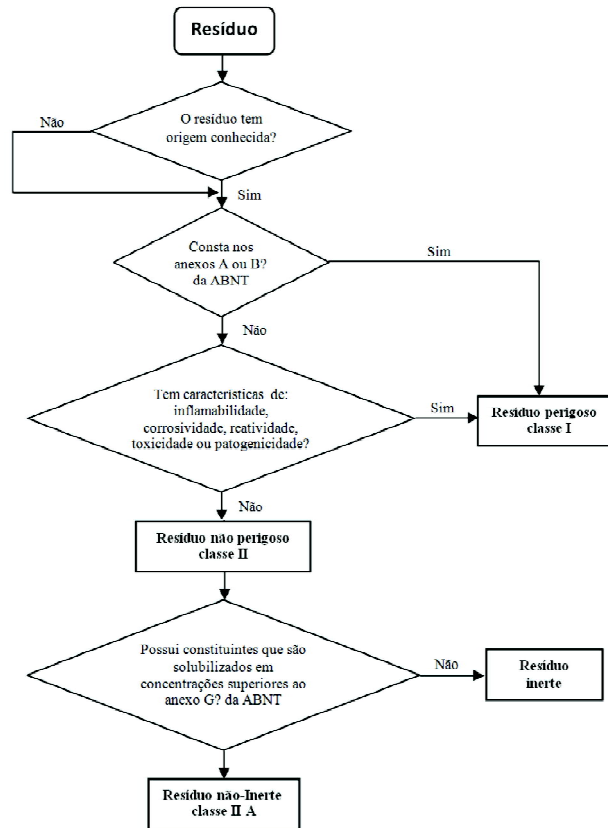 Resíduo
O resíduo tem
origem conhecida?
Não
Sim
Consta nos
anexos A ou B?
da ABNT
Sim
Não
Tem características de:
inflamabilidade,
corrosividade, reatividade,
toxicidade ou patogenicidade?
Sim
Resíduo perigoso
classe I
Não
Resíduo não perigoso
classe II
Possui constituintes que são
solubilizados em
concentrações superiores ao
anexo G? da ABNT
Não
Resíduo
inerte
Resíduo não-Inerte
classe II A